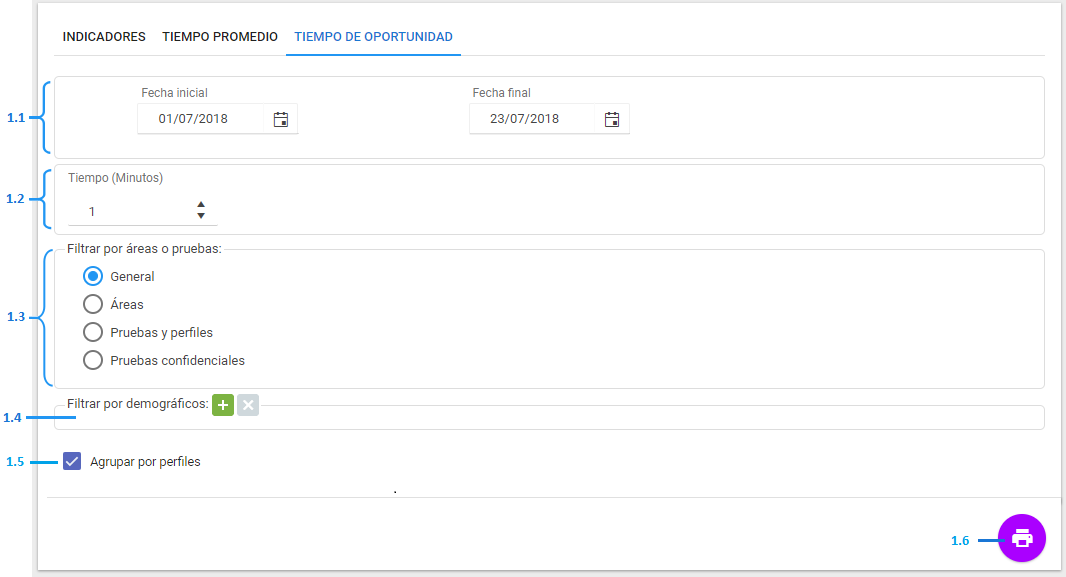 INDICADORES TIEMPO PROMEDIO TIEMPO DE OPORTUNIDAD
Fecha inicial Fecha final
1.1 01/07/2018 23/07/2018
Tiempo (Minutos)
1.2
1
Filtrar por áreas o pruebas:
General
Áreas
1.3
Pruebas y perfiles
Pruebas confidenciales
Filtrar por demográficos:
1.4
1.5 Agrupar por perfiles
.
1.6